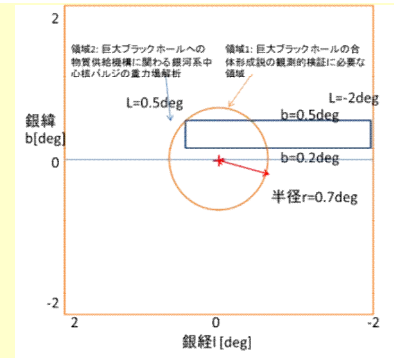 2
領域2: 巨大ブラックホールへの
物質供給機構に関わる銀河系中
心核バルジの重力場解析
領域1: 巨大ブラックホールの合
体形成説の観測的検証に必要な
領域
L=0.5deg
L=-2deg
b=0.5deg
銀緯
b[deg]
0
b=0.2deg
半径r=0.7deg
-2
2
0
-2
銀経l [deg]